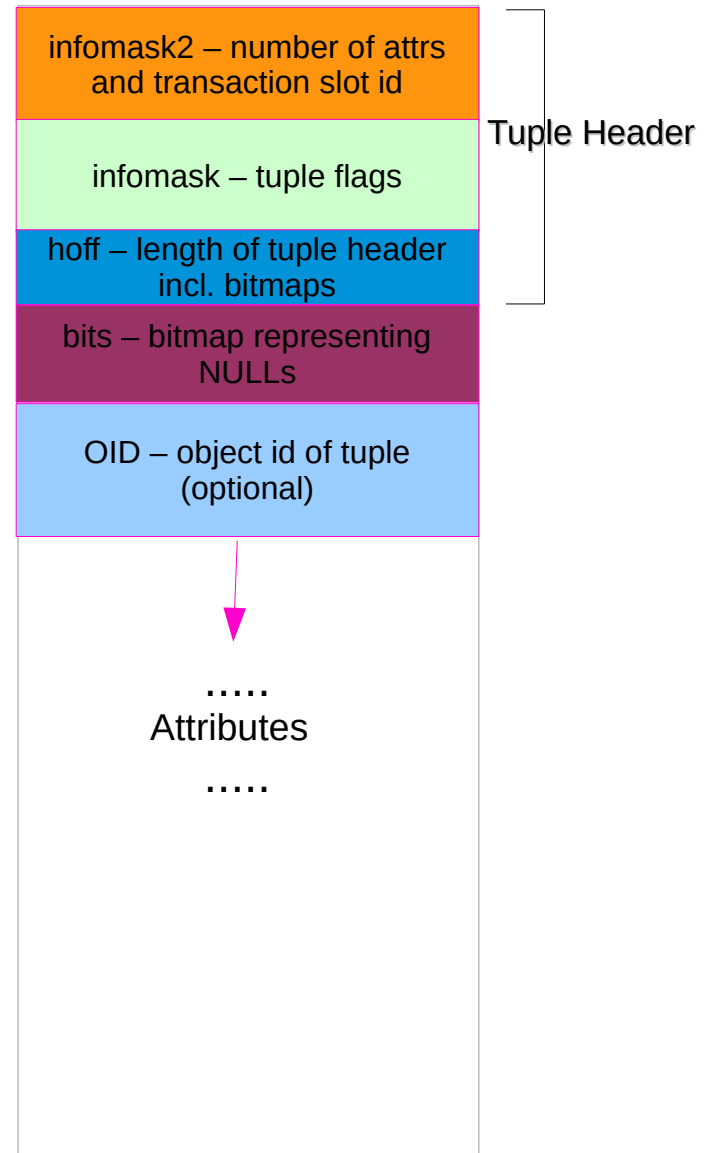 infomask2 – number of attrs
and transaction slot id
Tuple Header
infomask – tuple flags
hoff – length of tuple header
incl. bitmaps
bits – bitmap representing
NULLs
OID – object id of tuple
(optional)
.....
Attributes
.....